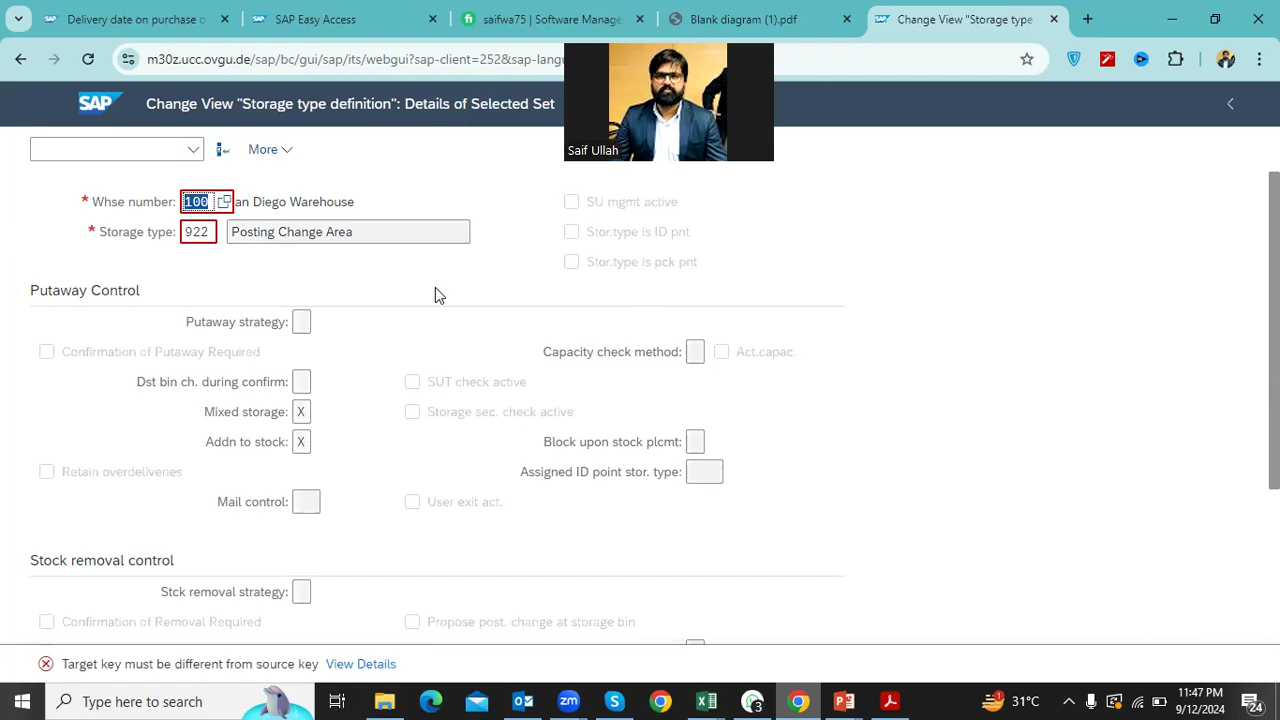 Delivery date on purchase o
SAP Easy Access
saifwa75 | Software Manage
Blank diagram (1).pdf
Change View "Storage type
m30z.ucc.ovgu.de/sap/bc/gui/sap/its/webgui?sap-client=252&sap-langu
SAP
Change View "Storage type definition": Details of Selected Set
Saif Ullah
More
* Whse number: 100 an Diego Warehouse
SU mgmt active
* Storage type: 922 Posting Change Area
Stor.type is ID pnt
Stor.type is pck pnt
Putaway Control
Putaway strategy:
Confirmation of Putaway Required
Capacity check method:
Act.capac.
Dst bin ch. during confirm:
SUT check active
Mixed storage: X
Storage sec. check active
Addn to stock: X
Block upon stock plcmt:
Retain overdeliveries
Assigned ID point stor. type:
Mail control:
User exit act.
Stock removal control
Stck removal strategy:
Confirmation of Removal Required
Propose post. change at storage bin
Target key must be different from source key View Details
Type here to search
3
1
31°C
11:47 PM
9/12/2024
24